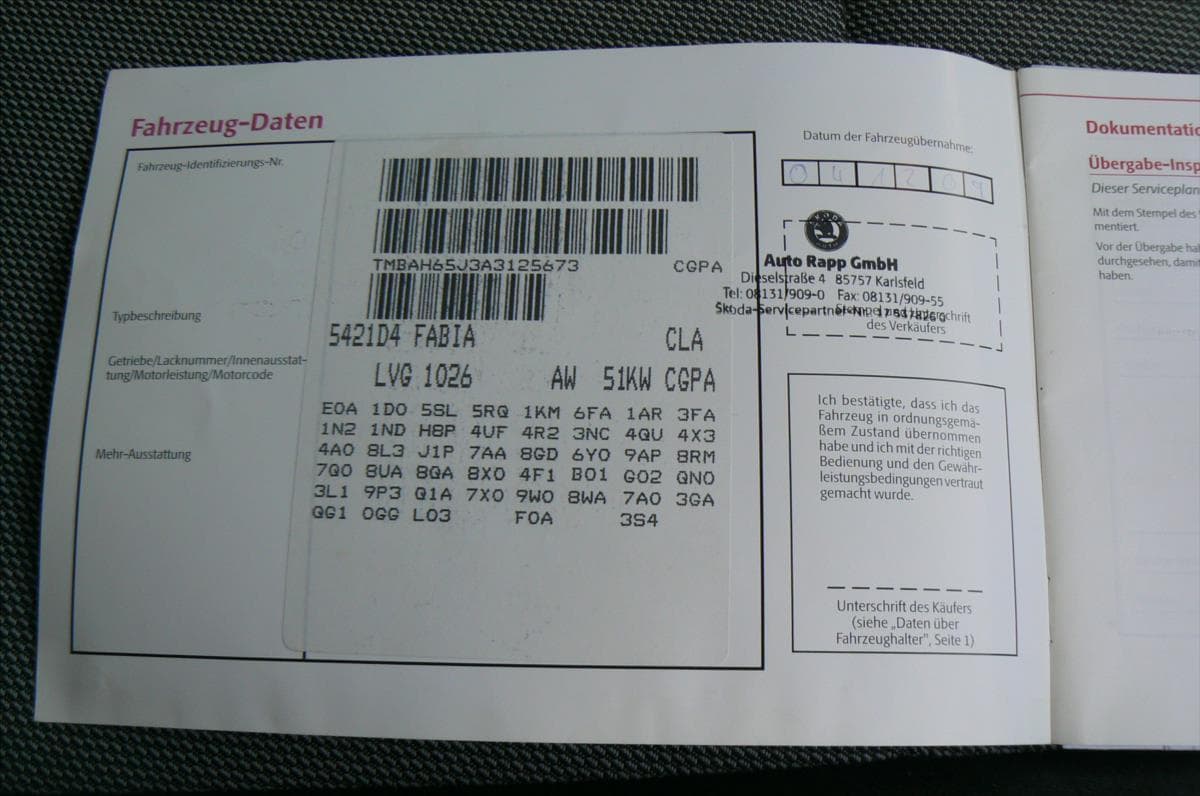 Fahrzeug-Daten
Fahrzeug-Identifizierungs-Nr.
TMBAH65J3A3125673 CGPA
Typbeschreibung
5421D4 FABIA CLA
Getriebe/Lacknummer/Innenausstat-
tung/Motorleistung/Motorcode
LVG 1026 AW 51KW CGPA
Mehr-Ausstattung
E0A 1D0 5SL 5RQ 1KM 6FA 1AR 3FA
1N2 1ND H8P 4UF 4R2 3NC 4QU 4X3
4A0 8L3 J1P 7AA 8GD 6Y0 9AP 8RM
7Q0 8UA 8QA 8X0 4F1 B01 G02 QN0
3L1 9P3 Q1A 7X0 9W0 8WA 7A0 3GA
QG1 0GG L03 F0A 3S4
Datum der Fahrzeugübernahme:
04 12 09
Auto Rapp GmbH
Dieselstraße 4 85757 Karlsfeld
Tel: 08131/909-0 Fax: 08131/909-55
Skoda-Servicepartner-Nr.
des Verkäufers
Ich bestätigte, dass ich das
Fahrzeug in ordnungsgemä-
ßem Zustand übernommen
habe und ich mit der richtigen
Bedienung und den Gewähr-
leistungsbedingungen vertraut
gemacht wurde.
Unterschrift des Käufers
(siehe „Daten über
Fahrzeughalter", Seite 1)
Dokumentatio
Übergabe-Insp
Dieser Serviceplan
Mit dem Stempel des
mentiert.
Vor der Übergabe ha
durchgesehen, damit
haben.